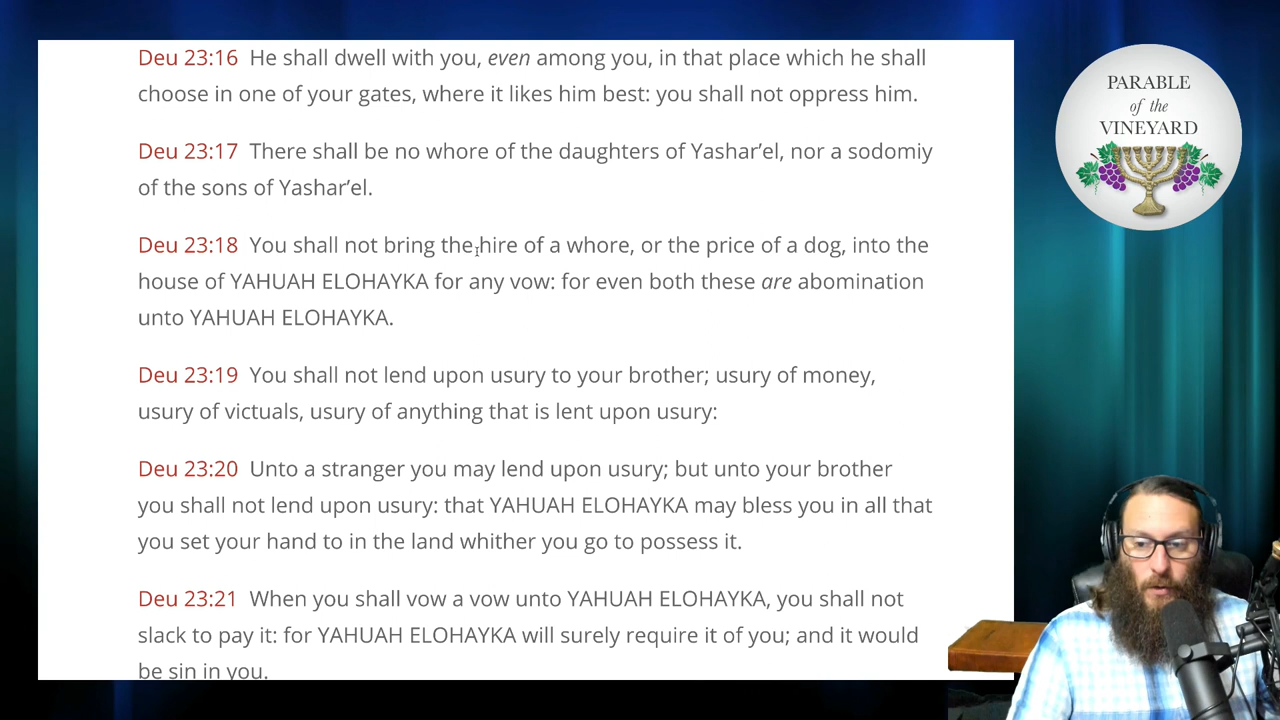 Deu 23:16 He shall dwell with you, even among you, in that place which he shall
choose in one of your gates, where it likes him best: you shall not oppress him.
Deu 23:17 There shall be no whore of the daughters of Yashar’el, nor a sodomiy
of the sons of Yashar’el.
Deu 23:18 You shall not bring the hire of a whore, or the price of a dog, into the
house of YAHUAH ELOHAYKA for any vow: for even both these are abomination
unto YAHUAH ELOHAYKA.
Deu 23:19 You shall not lend upon usury to your brother; usury of money,
usury of victuals, usury of anything that is lent upon usury:
Deu 23:20 Unto a stranger you may lend upon usury; but unto your brother
you shall not lend upon usury: that YAHUAH ELOHAYKA may bless you in all that
you set your hand to in the land whither you go to possess it.
Deu 23:21 When you shall vow a vow unto YAHUAH ELOHAYKA, you shall not
slack to pay it: for YAHUAH ELOHAYKA will surely require it of you; and it would
be sin in you.
PARABLE
of the
VINEYARD